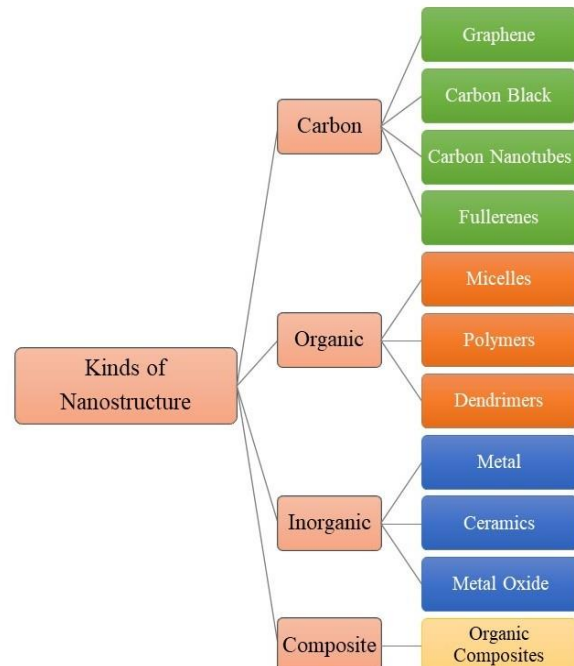 Kinds of
Nanostructure
Carbon
Graphene
Carbon Black
Carbon Nanotubes
Fullerenes
Organic
Micelles
Polymers
Dendrimers
Inorganic
Metal
Ceramics
Metal Oxide
Composite
Organic
Composites